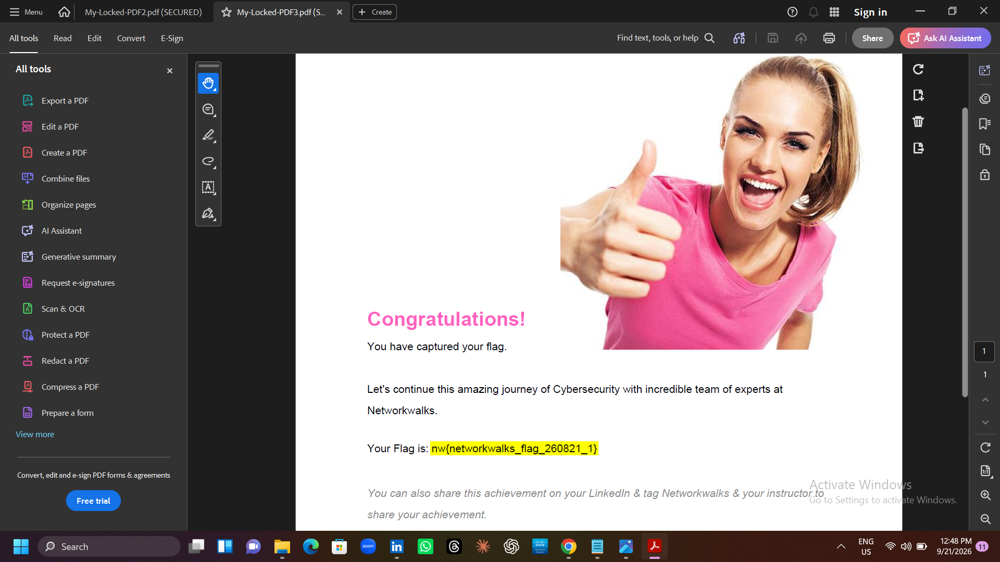 Menu
My-Locked-PDF2.pdf (SECURED)
My-Locked-PDF3.pdf (S...
Create
Sign in
All tools
Read
Edit
Convert
E-Sign
Find text, tools, or help
Share
Ask AI Assistant
All tools
Export a PDF
Edit a PDF
Create a PDF
Combine files
Organize pages
AI Assistant
Generative summary
Request e-signatures
Scan & OCR
Protect a PDF
Redact a PDF
Compress a PDF
Prepare a form
View more
Convert, edit and e-sign PDF forms & agreements
Free trial
Congratulations!
You have captured your flag.
Let's continue this amazing journey of Cybersecurity with incredible team of experts at
Networkwalks.
Your Flag is: nw{networkwalks_flag_260821_1}
You can also share this achievement on your LinkedIn & tag Networkwalks & your instructor to
share your achievement.
1
1
Activate Windows
Go to Settings to activate Windows.
Search
zoom
in
CISCO
ENG
US
12:48 PM
9/21/2026
11